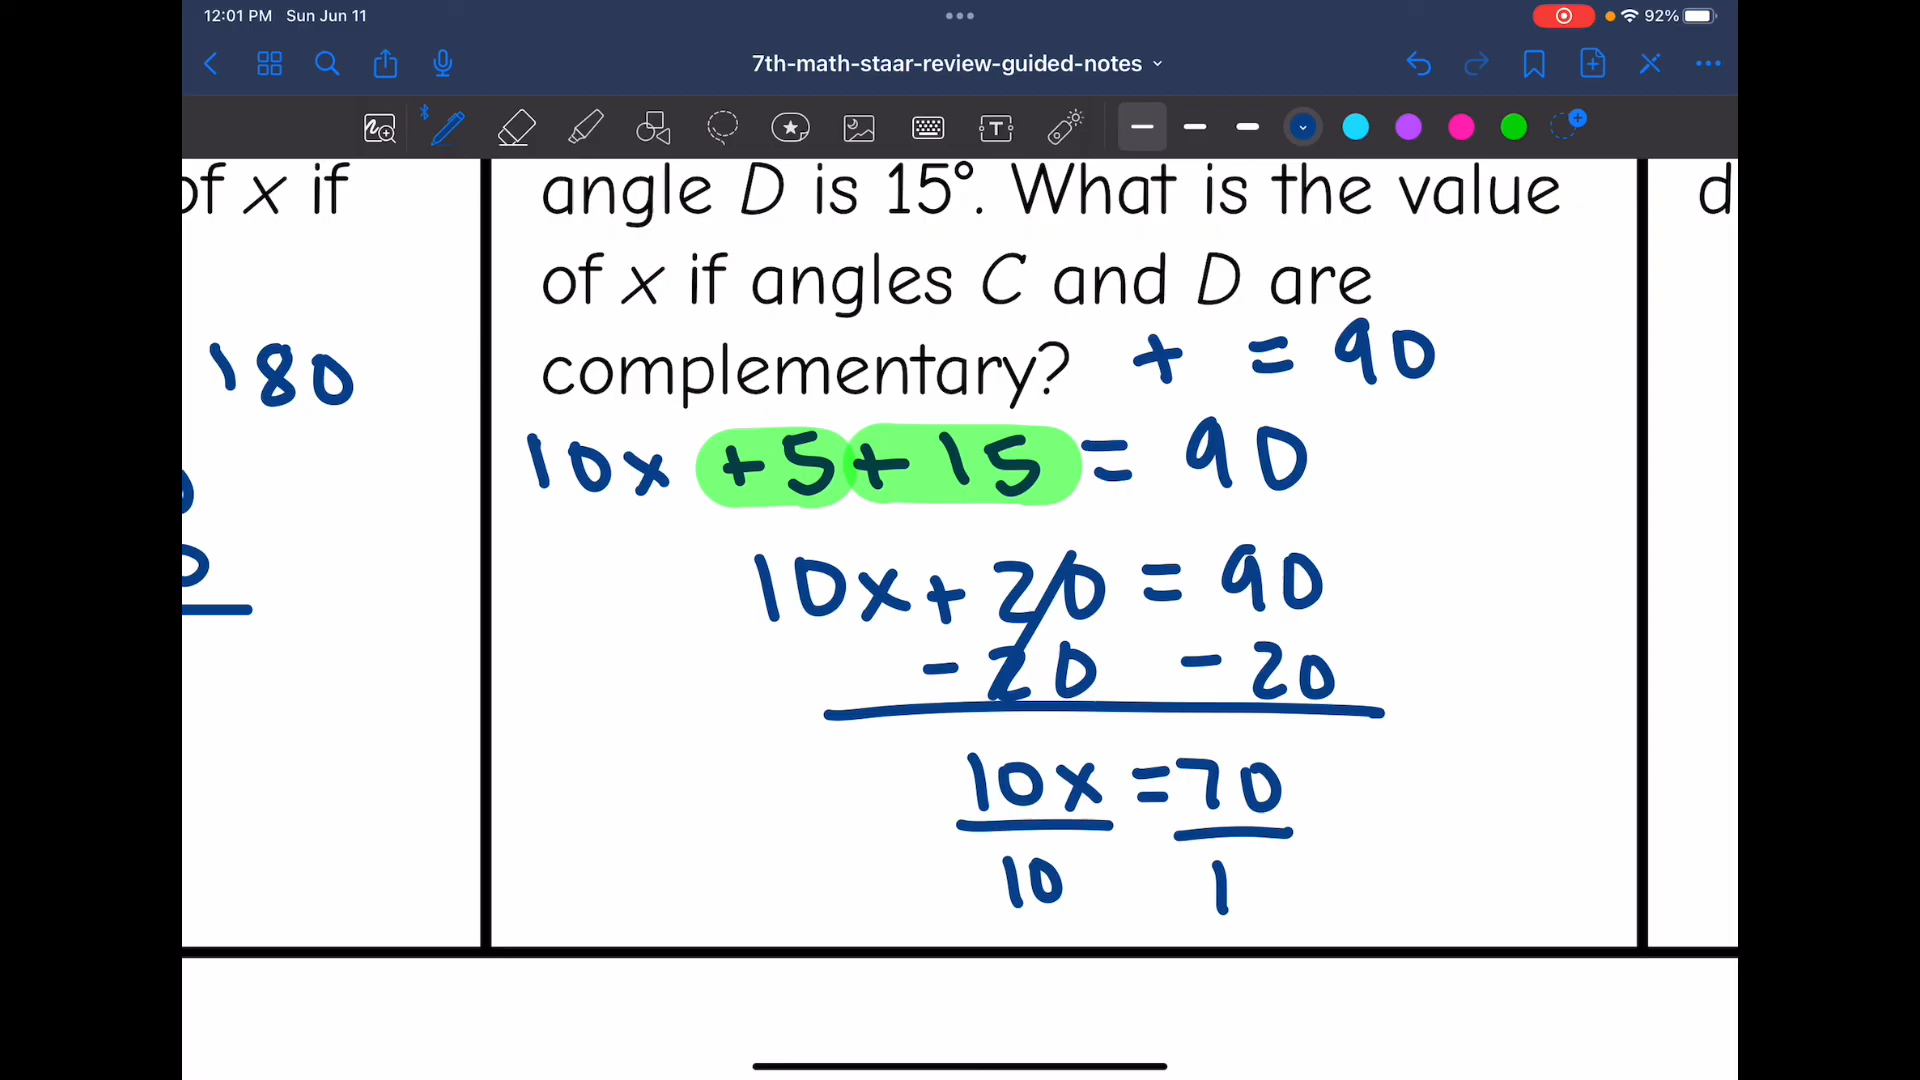 12:01 PM Sun Jun 11
92%
7th-math-staar-review-guided-notes
of x if
180
angle D is 15°. What is the value
of x if angles C and D are
complementary? + = 90
10x +5 + 15 = 90
10x + 20 = 90
- 20 - 20
10x = 70
10 1
d